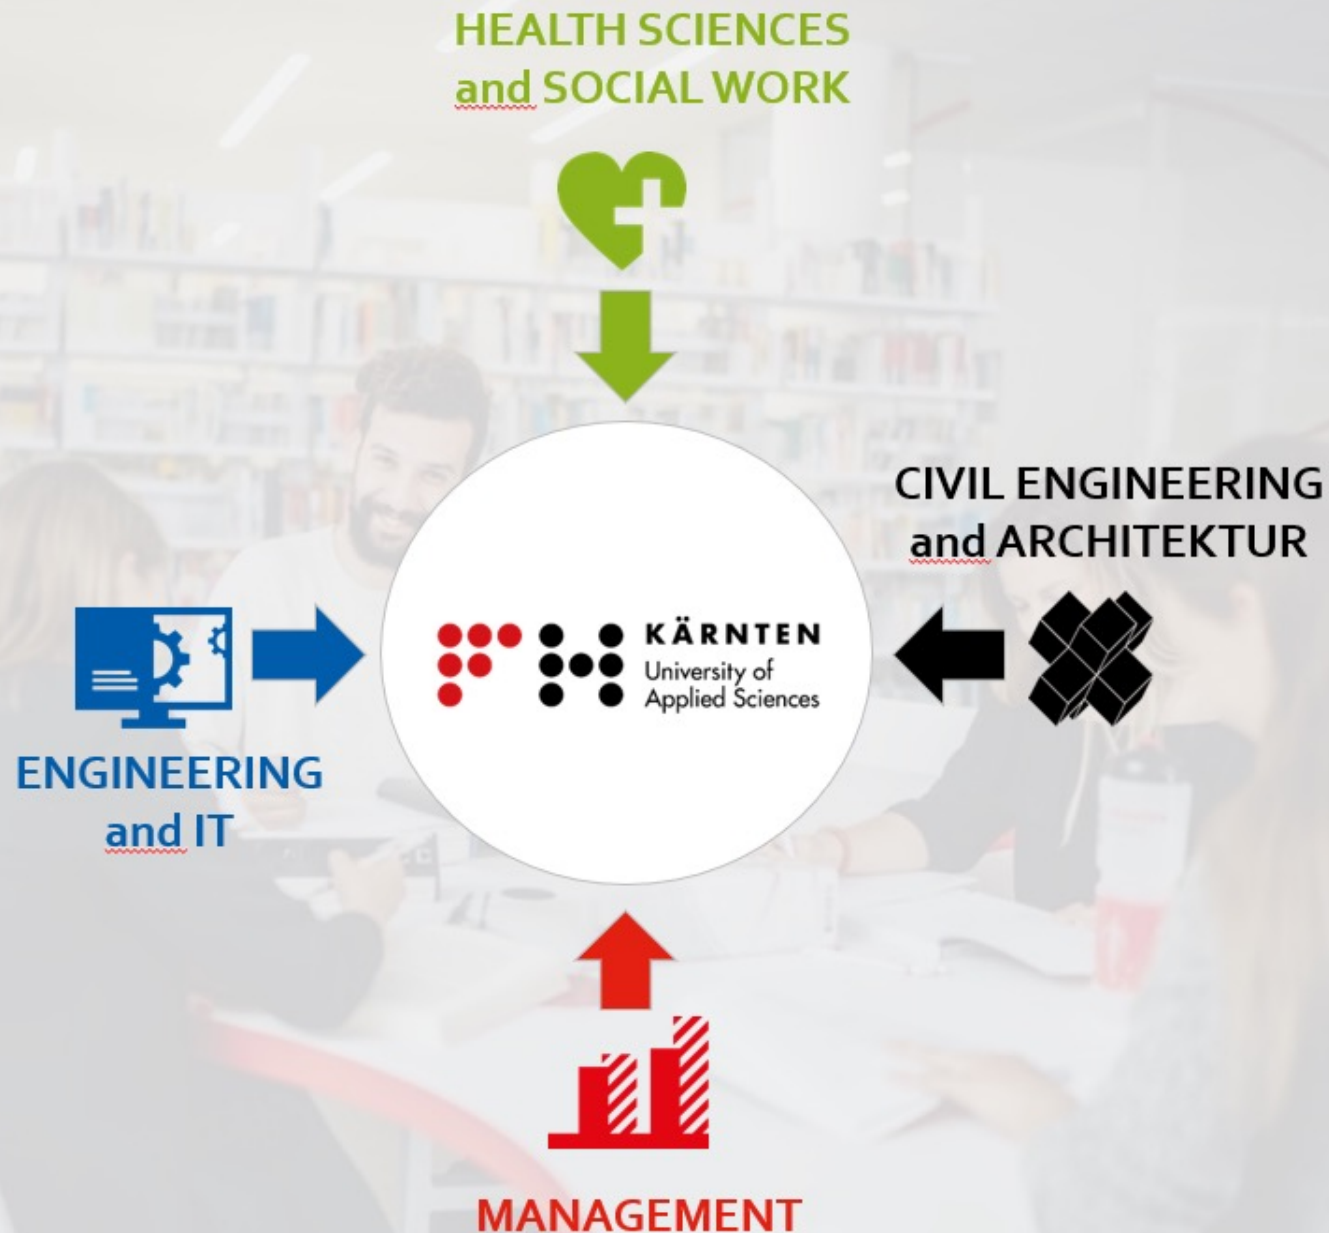 HEALTH SCIENCES
and SOCIAL WORK
CIVIL ENGINEERING
and ARCHITEKTUR
KÄRNTEN
University of
Applied Sciences
ENGINEERING
and IT
MANAGEMENT